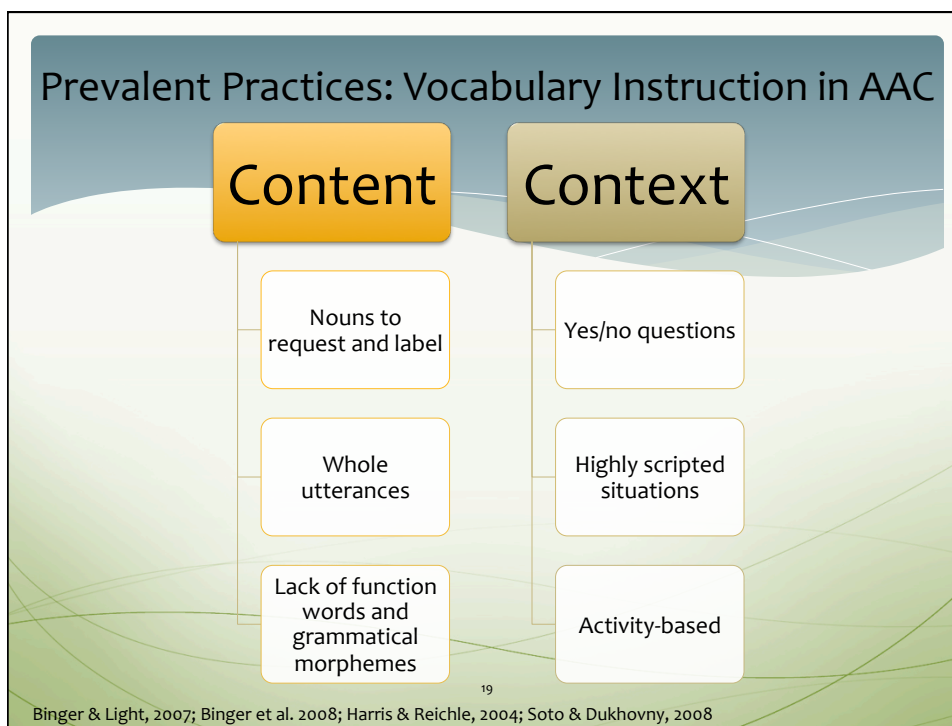 Prevalent Practices: Vocabulary Instruction in AAC
Content
Nouns to
request and label
Whole
utterances
Lack of function
words and
grammatical
morphemes
Context
Yes/no questions
Highly scripted
situations
Activity-based
19
Binger & Light, 2007; Binger et al. 2008; Harris & Reichle, 2004; Soto & Dukhovny, 2008